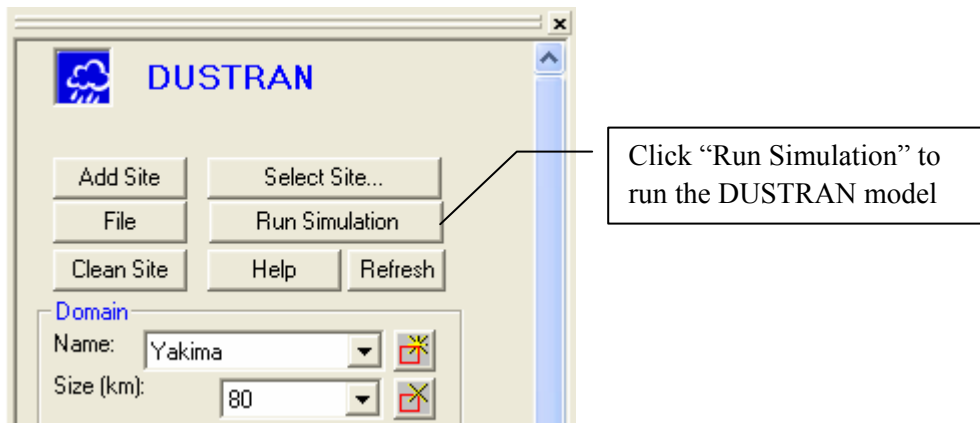 DUSTRAN
Add Site Select Site...
File Run Simulation
Clean Site Help Refresh
Domain
Name: Yakima
Size (km): 80
Click “Run Simulation” to
run the DUSTRAN model